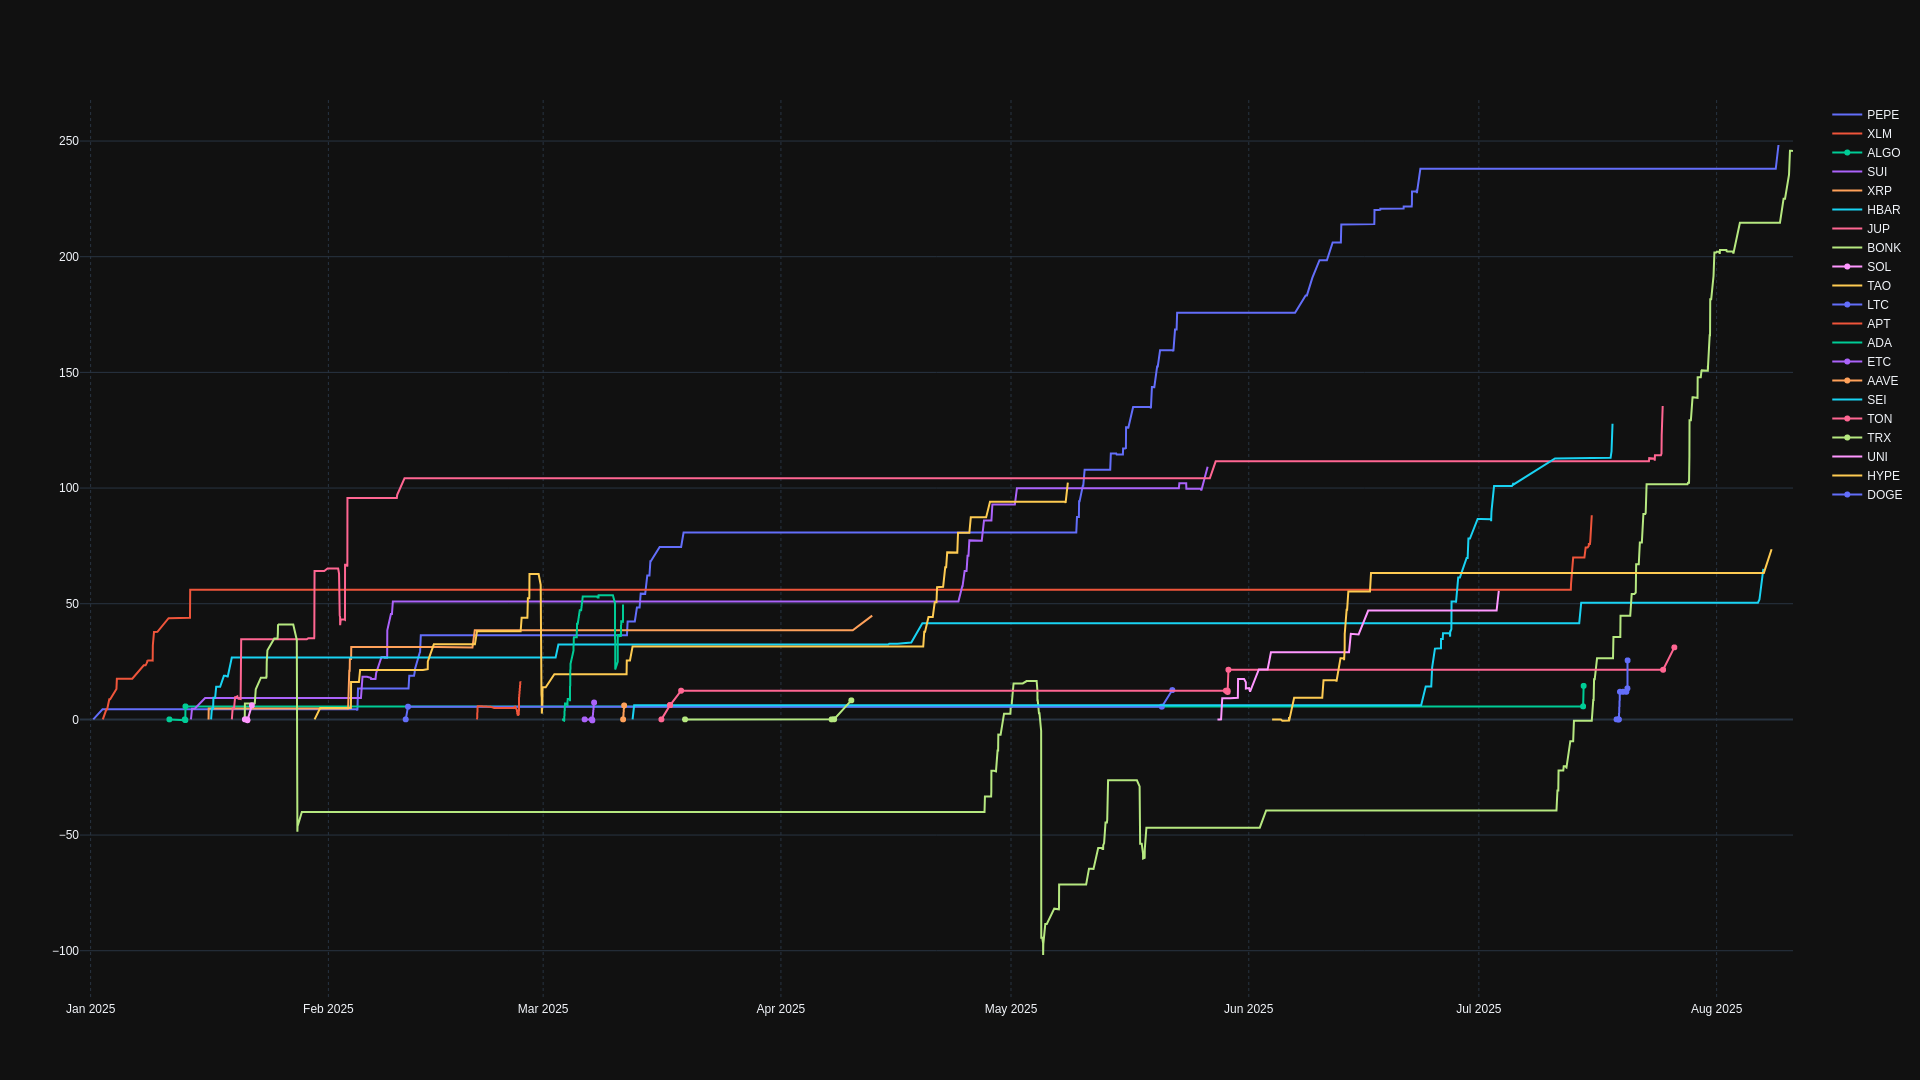 250
200
150
100
50
0
−50
−100
Jan 2025
Feb 2025
Mar 2025
Apr 2025
May 2025
Jun 2025
Jul 2025
Aug 2025
PEPE
XLM
ALGO
SUI
XRP
HBAR
JUP
BONK
SOL
TAO
LTC
APT
ADA
ETC
AAVE
SEI
TON
TRX
UNI
HYPE
DOGE